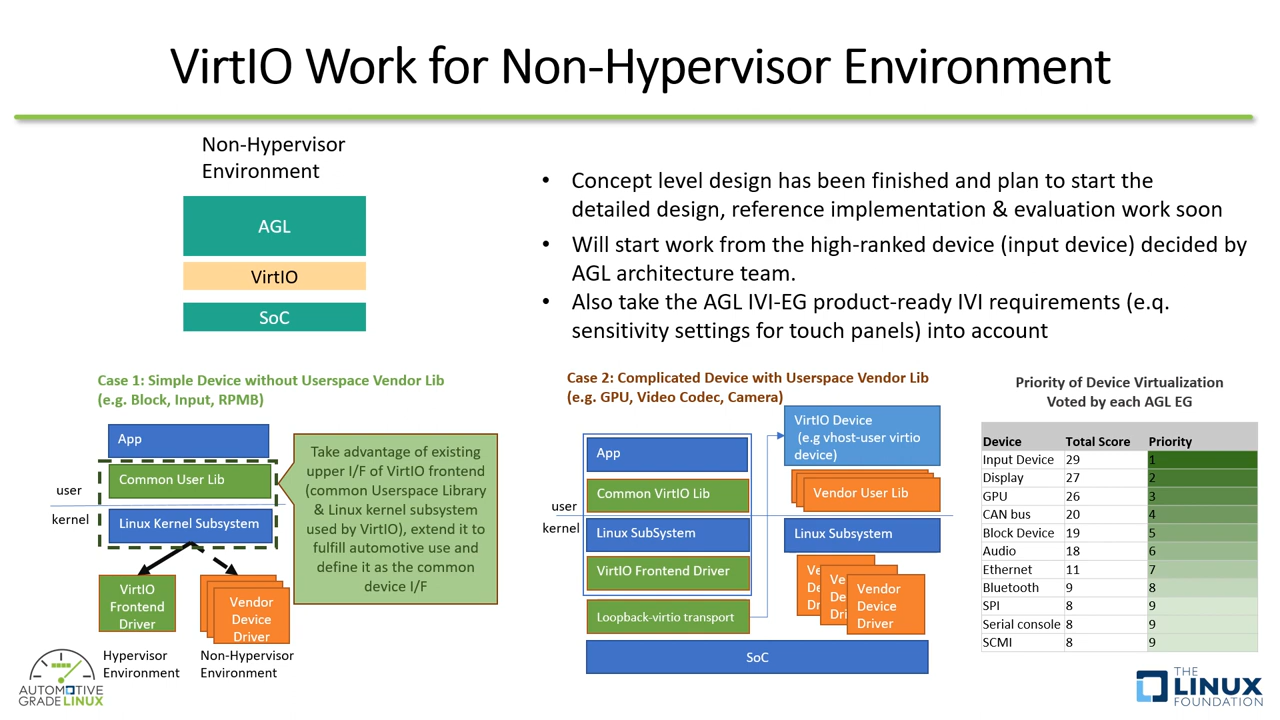 VirtIO Work for Non-Hypervisor Environment
Non-Hypervisor
Environment
AGL
VirtIO
SoC
• Concept level design has been finished and plan to start the
detailed design, reference implementation & evaluation work soon
• Will start work from the high-ranked device (input device) decided by
AGL architecture team.
• Also take the AGL IVI-EG product-ready IVI requirements (e.q.
sensitivity settings for touch panels) into account
Case 1: Simple Device without Userspace Vendor Lib
(e.g. Block, Input, RPMB)
App
Common User Lib
user
kernel
Linux Kernel Subsystem
VirtIO
Frontend
Driver
Vendor
Device
Driver
Hypervisor
Environment
Non-Hypervisor
Environment
Take advantage of existing
upper I/F of VirtIO frontend
(common Userspace Library
& Linux kernel subsystem
used by VirtIO), extend it to
fulfill automotive use and
define it as the common
device I/F
Case 2: Complicated Device with Userspace Vendor Lib
(e.g. GPU, Video Codec, Camera)
App
Common VirtIO Lib
user
kernel
Linux SubSystem
VirtIO Frontend Driver
Loopback-virtio transport
VirtIO Device
(e.g vhost-user virtio
device)
Vendor User Lib
Linux Subsystem
Ve
De
Dri
Ve
De
Dri
Vendor
Device
Driver
SoC
Priority of Device Virtualization
Voted by each AGL EG
Device Total Score Priority
Input Device 29 1
Display 27 2
GPU 26 3
CAN bus 20 4
Block Device 19 5
Audio 18 6
Ethernet 11 7
Bluetooth 9 8
SPI 8 9
Serial console 8 9
SCMI 8 9
AUTOMOTIVE
GRADE LINUX
THE
LINUX
FOUNDATION